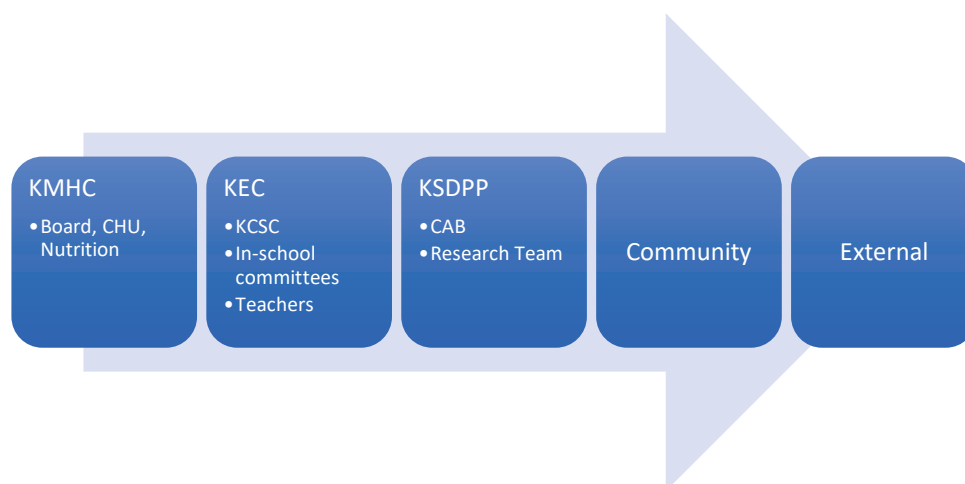 KMHC
•Board, CHU,
Nutrition
KEC
•KCSC
•In-school
committees
•Teachers
KSDPP
•CAB
•Research Team
Community
External